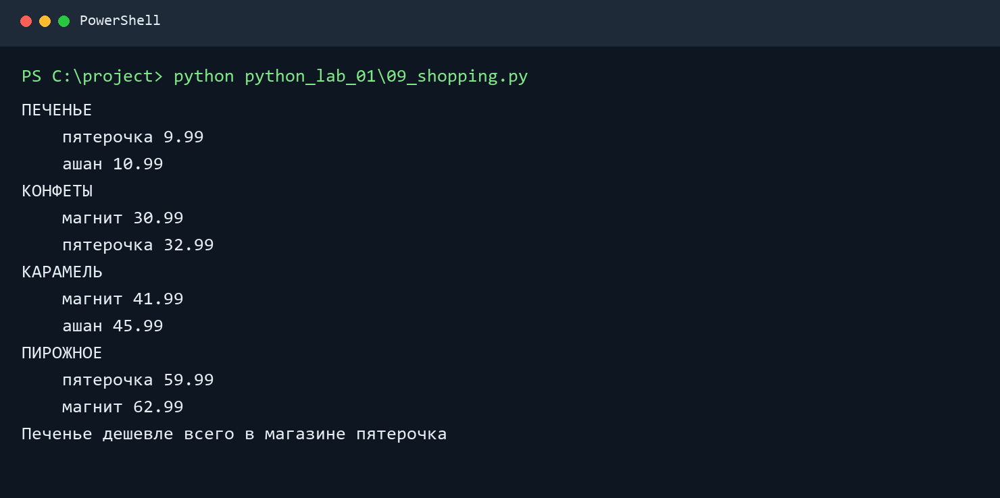 PowerShell
PS C:\project> python python_lab_01\09_shopping.py
ПЕЧЕНЬЕ
    пятерочка 9.99
    ашан 10.99
КОНФЕТЫ
    магнит 30.99
    пятерочка 32.99
КАРАМЕЛЬ
    магнит 41.99
    ашан 45.99
ПИРОЖНОЕ
    пятерочка 59.99
    магнит 62.99
Печенье дешевле всего в магазине пятерочка